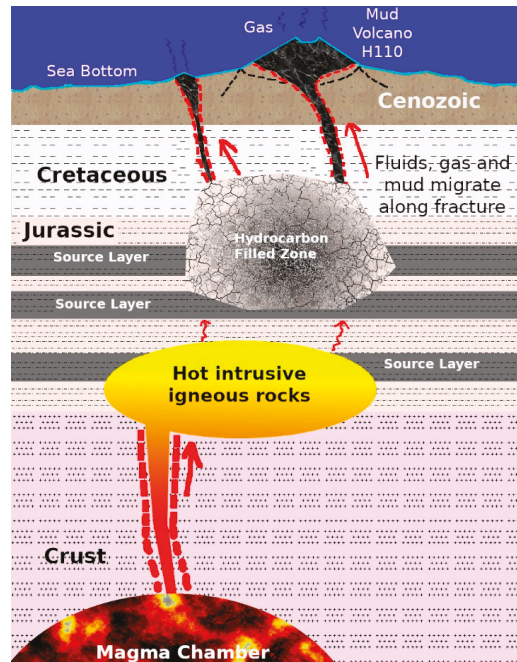 Gas
Mud
Volcano
H110
Sea Bottom
Cenozoic
Cretaceous
Fluids, gas and
mud migrate
along fracture
Jurassic
Hydrocarbon
Filled Zone
Source Layer
Source Layer
Source Layer
Hot intrusive
igneous rocks
Crust
Magma Chamber